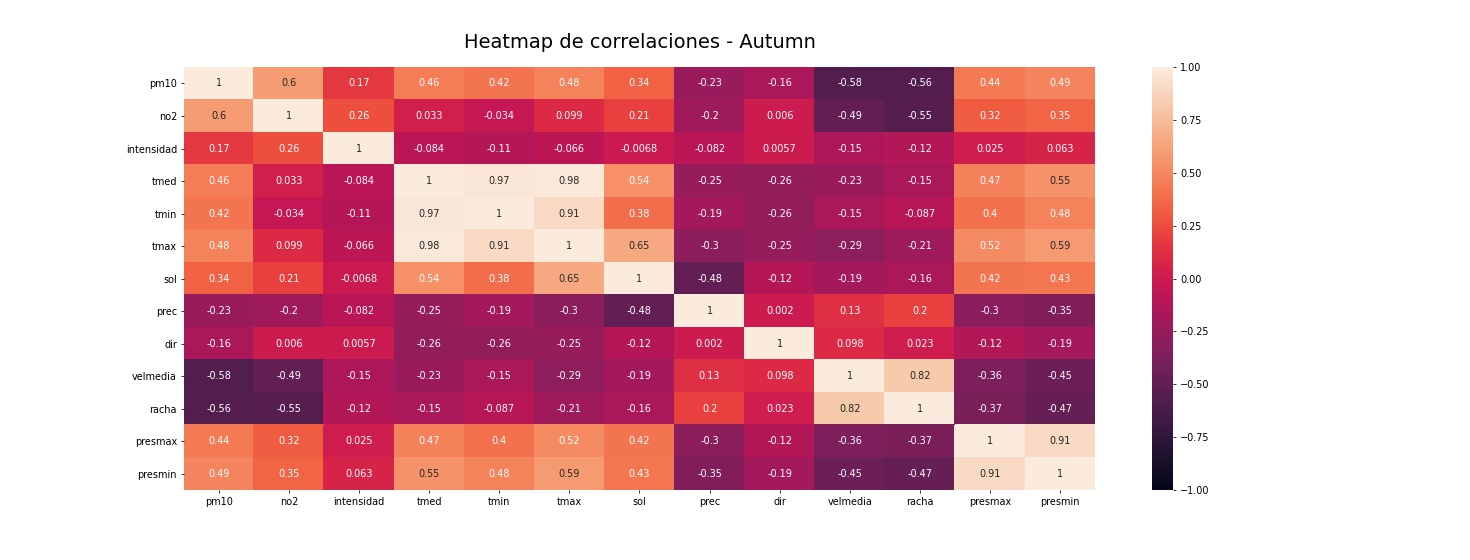 Heatmap de correlaciones - Autumn
pm10 1 0.6 0.17 0.46 0.42 0.48 0.34 -0.23 -0.16 -0.58 -0.56 0.44 0.49
no2 0.6 1 0.26 0.033 -0.034 0.099 0.21 -0.2 0.006 -0.49 -0.55 0.32 0.35
intensidad 0.17 0.26 1 -0.084 -0.11 -0.066 -0.0068 -0.082 0.0057 -0.15 -0.12 0.025 0.063
tmed 0.46 0.033 -0.084 1 0.97 0.98 0.54 -0.25 -0.26 -0.23 -0.15 0.47 0.55
tmin 0.42 -0.034 -0.11 0.97 1 0.91 0.38 -0.19 -0.26 -0.15 -0.087 0.4 0.48
tmax 0.48 0.099 -0.066 0.98 0.91 1 0.65 -0.3 -0.25 -0.29 -0.21 0.52 0.59
sol 0.34 0.21 -0.0068 0.54 0.38 0.65 1 -0.48 -0.12 -0.19 -0.16 0.42 0.43
prec -0.23 -0.2 -0.082 -0.25 -0.19 -0.3 -0.48 1 0.002 0.13 0.2 -0.3 -0.35
dir -0.16 0.006 0.0057 -0.26 -0.26 -0.25 -0.12 0.002 1 0.098 0.023 -0.12 -0.19
velmedia -0.58 -0.49 -0.15 -0.23 -0.15 -0.29 -0.19 0.13 0.098 1 0.82 -0.36 -0.45
racha -0.56 -0.55 -0.12 -0.15 -0.087 -0.21 -0.16 0.2 0.023 0.82 1 -0.37 -0.47
presmax 0.44 0.32 0.025 0.47 0.4 0.52 0.42 -0.3 -0.12 -0.36 -0.37 1 0.91
presmin 0.49 0.35 0.063 0.55 0.48 0.59 0.43 -0.35 -0.19 -0.45 -0.47 0.91 1
pm10 no2 intensidad tmed tmin tmax sol prec dir velmedia racha presmax presmin
1.00
0.75
0.50
0.25
0.00
−0.25
−0.50
−0.75
−1.00